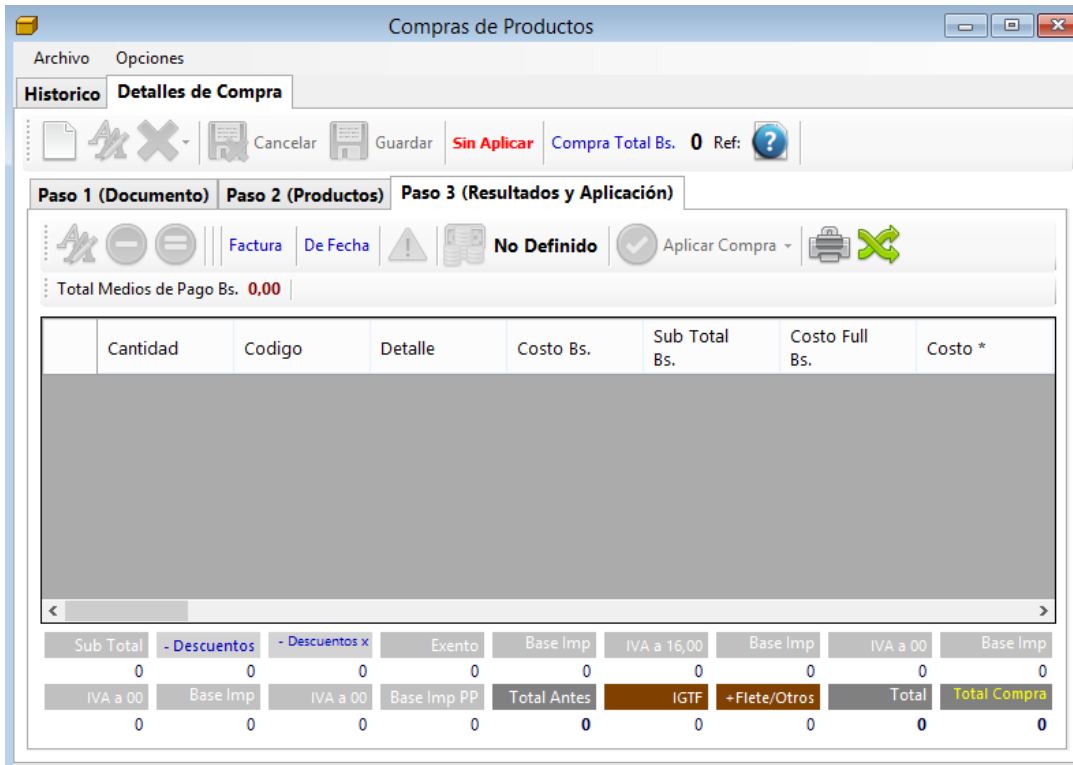 Compras de Productos
Archivo Opciones
Historico Detalles de Compra
Cancelar Guardar Sin Aplicar Compra Total Bs. 0 Ref: ?
Paso 1 (Documento) Paso 2 (Productos) Paso 3 (Resultados y Aplicación)
Factura De Fecha No Definido Aplicar Compra
Total Medios de Pago Bs. 0,00
Cantidad Codigo Detalle Costo Bs. Sub Total Bs. Costo Full Bs. Costo *
Sub Total - Descuentos - Descuentos x Exento Base Imp IVA a 16,00 Base Imp IVA a 00 Base Imp
0 0 0 0 0 0 0 0 0
IVA a 00 Base Imp IVA a 00 Base Imp PP Total Antes IGTF +Flete/Otros Total Total Compra
0 0 0 0 0 0 0 0 0